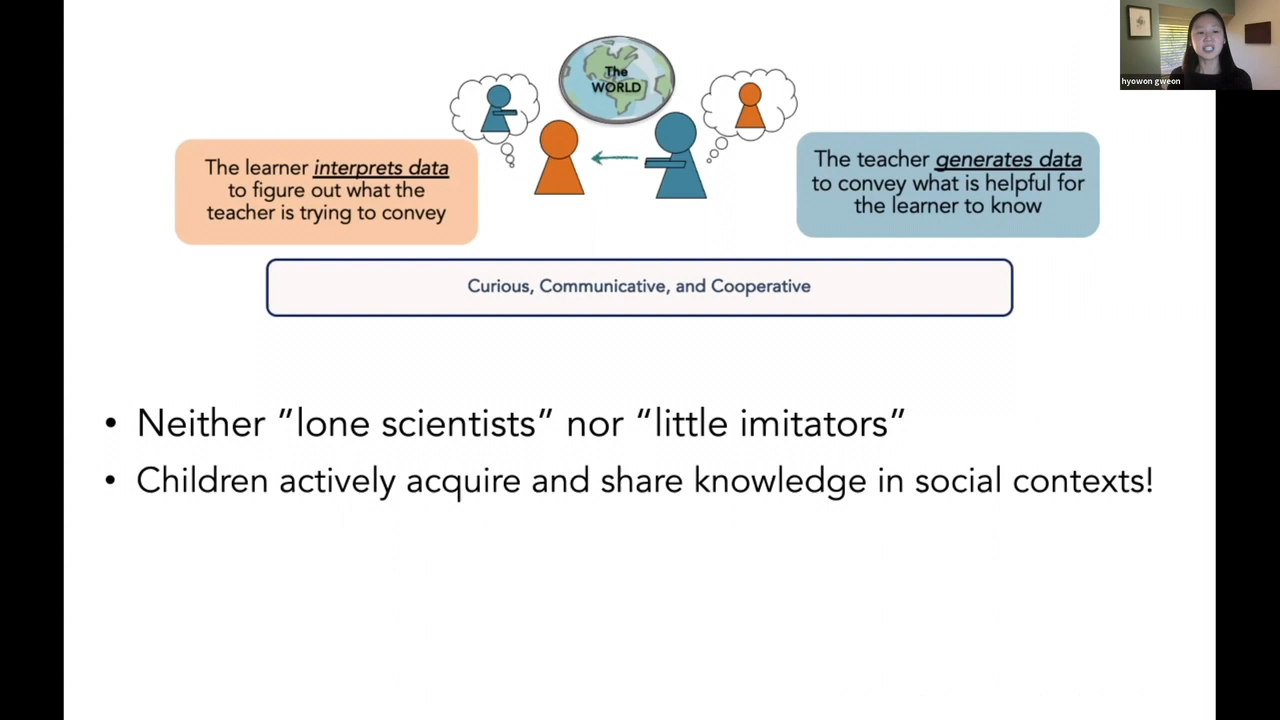 hyowon gweon
The
WORLD
The learner interprets data
to figure out what the
teacher is trying to convey
The teacher generates data
to convey what is helpful for
the learner to know
Curious, Communicative, and Cooperative
• Neither ”lone scientists” nor “little imitators”
• Children actively acquire and share knowledge in social contexts!